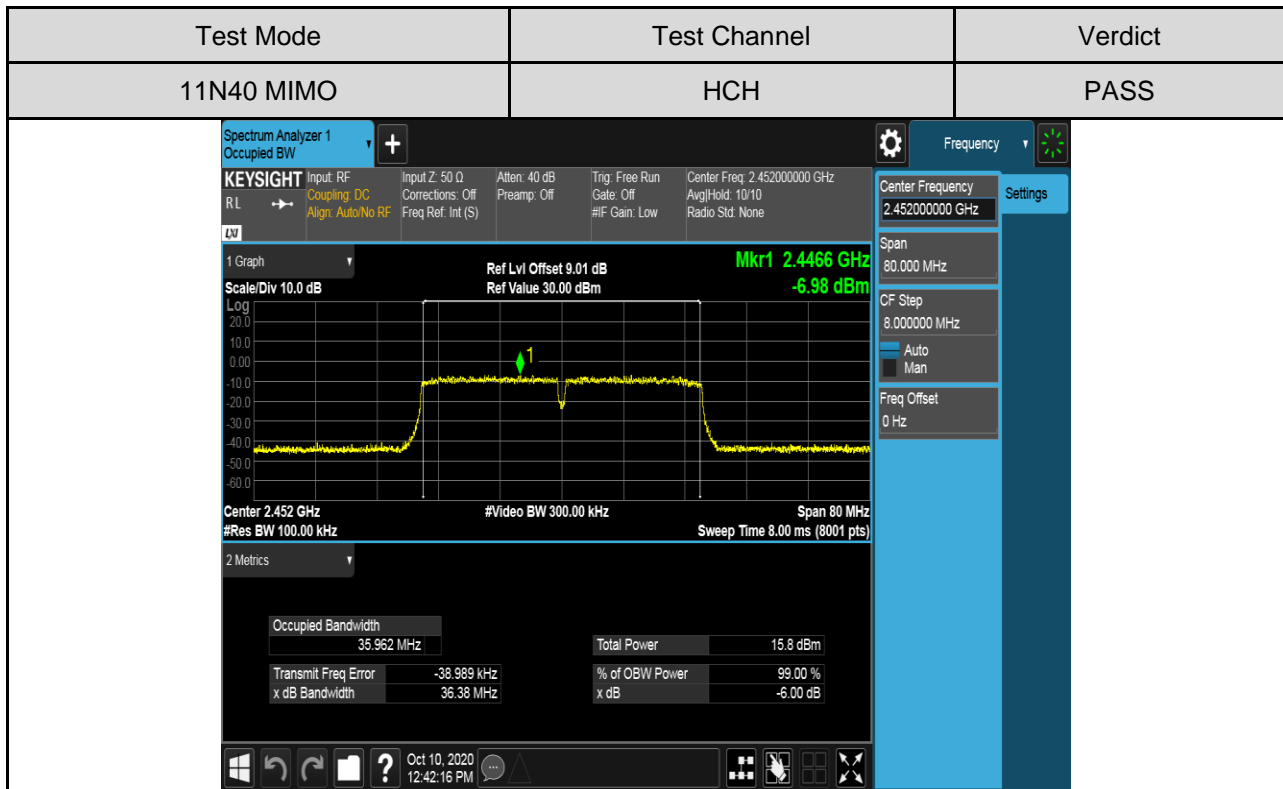 Test Mode Test Channel Verdict
11N40 MIMO HCH PASS
Spectrum Analyzer 1
Occupied BW
+
Frequency
KEYSIGHT Input: RF Input Z: 50 Ω Atten: 40 dB Trig: Free Run Center Freq: 2.452000000 GHz
RL Coupling: DC Corrections: Off Preamp: Off Gate: Off Avg|Hold: 10/10
Align: Auto/No RF Freq Ref: Int (S) #IF Gain: Low Radio Std: None
LXI
Center Frequency
2.452000000 GHz
Settings
Span
80.000 MHz
CF Step
8.000000 MHz
Auto
Man
Freq Offset
0 Hz
1 Graph Ref Lvl Offset 9.01 dB Mkr1 2.4466 GHz
Scale/Div 10.0 dB Ref Value 30.00 dBm -6.98 dBm
Log
20.0
10.0
0.00
-10.0
-20.0
-30.0
-40.0
-50.0
-60.0
1
Center 2.452 GHz #Video BW 300.00 kHz Span 80 MHz
#Res BW 100.00 kHz Sweep Time 8.00 ms (8001 pts)
2 Metrics
Occupied Bandwidth
35.962 MHz Total Power 15.8 dBm
Transmit Freq Error -38.989 kHz % of OBW Power 99.00 %
x dB Bandwidth 36.38 MHz x dB -6.00 dB
? Oct 10, 2020
12:42:16 PM